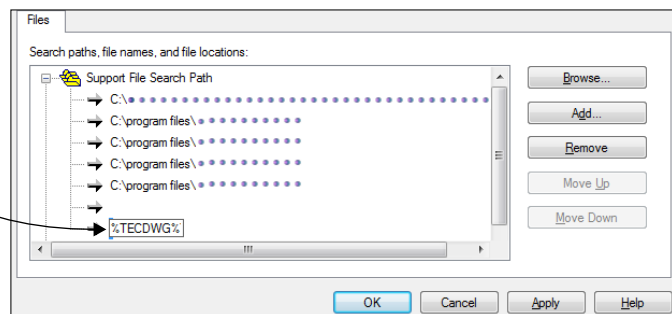 Files
Search paths, file names, and file locations:
Support File Search Path
C:\
C:\program files\
C:\program files\
C:\program files\
C:\program files\
%TECDWG%
Browse...
Add...
Remove
Move Up
Move Down
OK
Cancel
Apply
Help